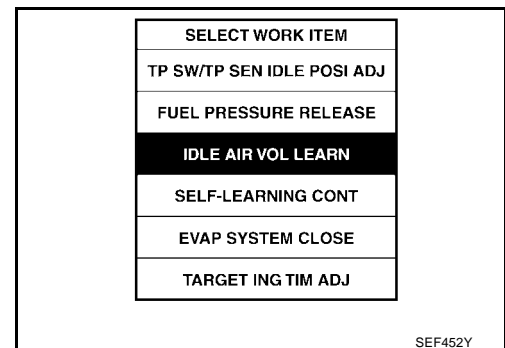 SELECT WORK ITEM
TP SW/TP SEN IDLE POSI ADJ
FUEL PRESSURE RELEASE
IDLE AIR VOL LEARN
SELF-LEARNING CONT
EVAP SYSTEM CLOSE
TARGET ING TIM ADJ
SEF452Y